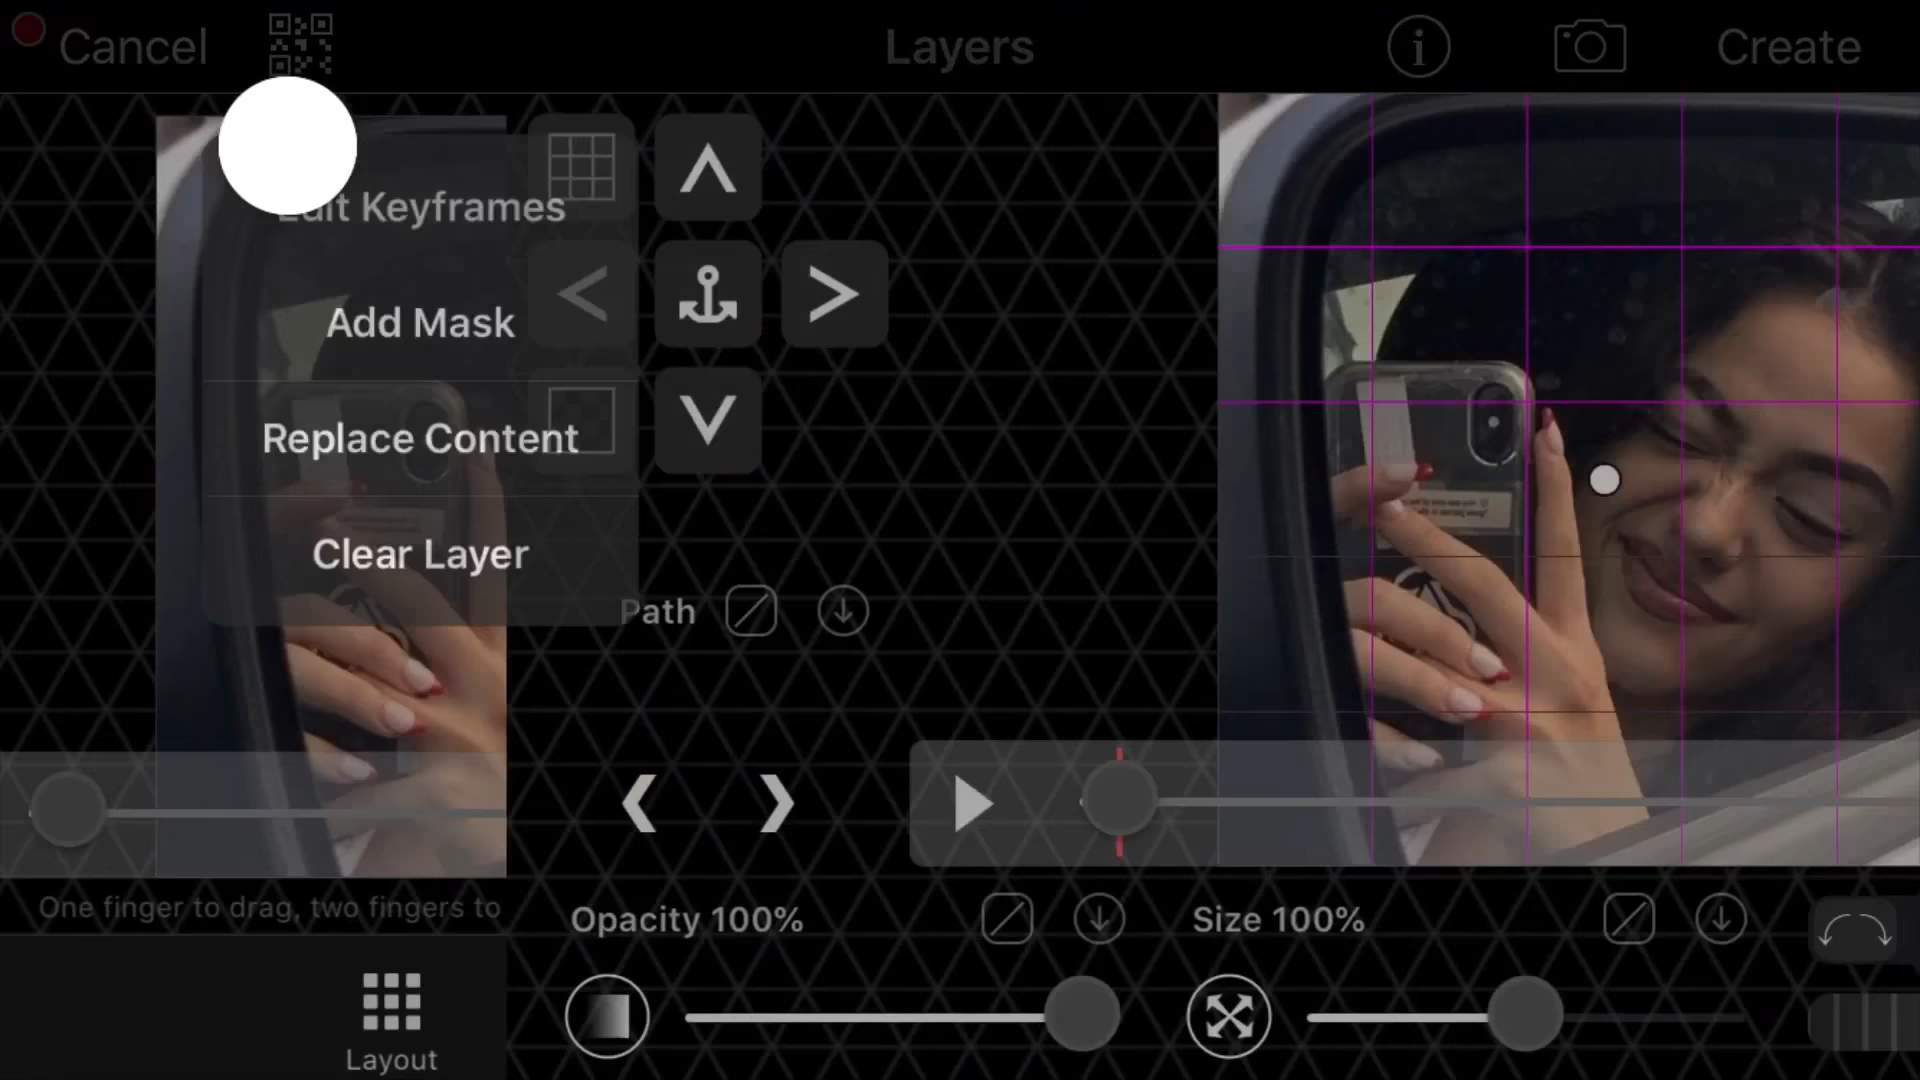 Cancel
Layers
Create
Edit Keyframes
Add Mask
Replace Content
Clear Layer
Path
One finger to drag, two fingers to
Opacity 100%
Size 100%
Layout